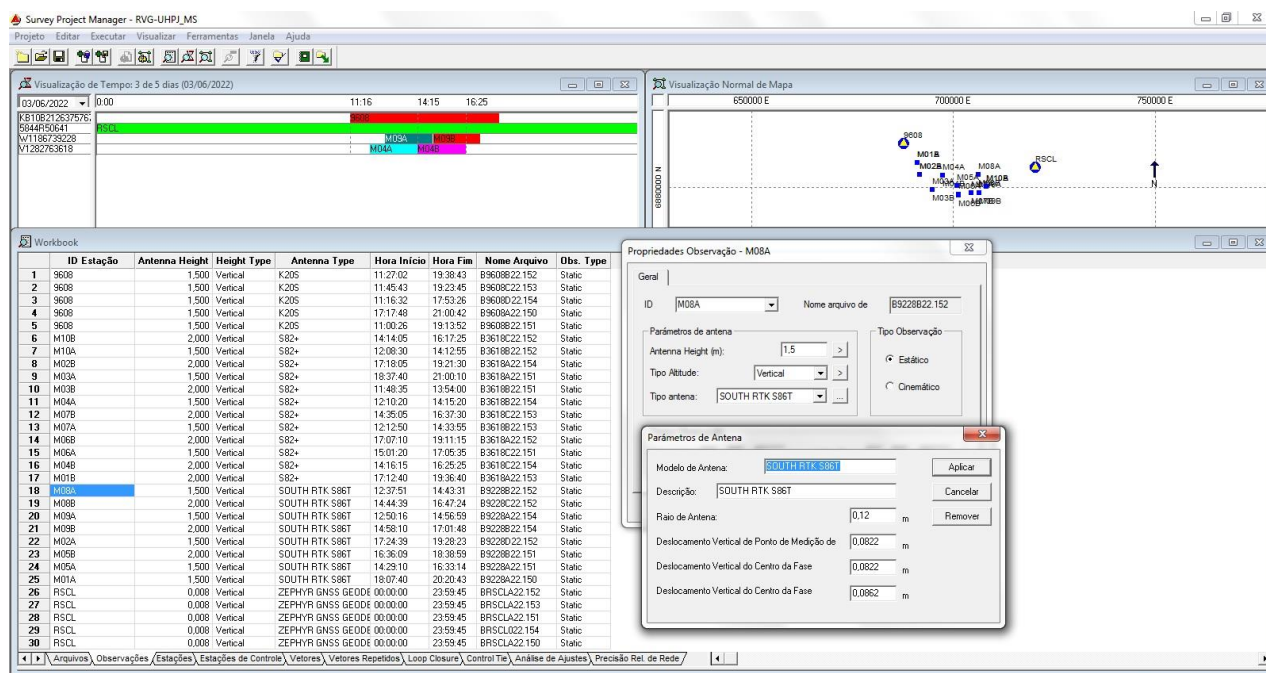 Survey Project Manager - RVG-UHPJ_MS
Projeto Editar Executar Visualizar Ferramentas Janela Ajuda
Visualização de Tempo: 3 de 5 dias (03/06/2022)
03/06/2022 0:00 11:16 14:15 16:25
KB10B212637576
9608
5844R50641 RSCL
W1186739228 M09A M09B
V1282763618 M04A M04B
Visualização Normal de Mapa
650000 E 700000 E 750000 E
6880000 N
9608
M01B
RSCL
M04A M08A
M05A M10B
M03B
N
Workbook
ID Estação Antenna Height Height Type Antenna Type Hora Início Hora Fim Nome Arquivo Obs. Type
1 9608 1,500 Vertical K20S 11:27:02 19:38:43 B9608B22.152 Static
2 9608 1,500 Vertical K20S 11:45:43 19:23:45 B9608C22.153 Static
3 9608 1,500 Vertical K20S 11:16:32 17:53:26 B9608D22.154 Static
4 9608 1,500 Vertical K20S 17:17:48 21:00:42 B9608A22.150 Static
5 9608 1,500 Vertical K20S 11:00:26 19:13:52 B9608B22.151 Static
6 M10B 2,000 Vertical S82+ 14:14:05 16:17:25 B3618C22.152 Static
7 M10A 1,500 Vertical S82+ 12:08:30 14:12:55 B3618B22.152 Static
8 M02B 2,000 Vertical S82+ 17:18:05 19:21:30 B3618A22.154 Static
9 M03A 1,500 Vertical S82+ 18:37:40 21:00:10 B3618A22.151 Static
10 M03B 2,000 Vertical S82+ 11:48:35 13:54:00 B3618B22.151 Static
11 M04A 1,500 Vertical S82+ 12:10:20 14:15:20 B3618B22.154 Static
12 M07B 2,000 Vertical S82+ 14:35:05 16:37:30 B3618C22.153 Static
13 M07A 1,500 Vertical S82+ 12:12:50 14:33:55 B3618B22.153 Static
14 M06B 2,000 Vertical S82+ 17:07:10 19:11:15 B3618A22.152 Static
15 M06A 1,500 Vertical S82+ 15:01:20 17:05:35 B3618C22.151 Static
16 M04B 2,000 Vertical S82+ 14:16:15 16:25:25 B3618C22.154 Static
17 M01B 2,000 Vertical S82+ 17:12:40 19:36:40 B3618A22.153 Static
18 M08A 1,500 Vertical SOUTH RTK S86T 12:37:51 14:43:31 B9228B22.152 Static
19 M08B 2,000 Vertical SOUTH RTK S86T 14:44:39 16:47:24 B9228C22.152 Static
20 M09A 1,500 Vertical SOUTH RTK S86T 12:50:16 14:56:59 B9228A22.154 Static
21 M09B 2,000 Vertical SOUTH RTK S86T 14:58:10 17:01:48 B9228B22.154 Static
22 M02A 1,500 Vertical SOUTH RTK S86T 17:24:39 19:28:23 B9228D22.152 Static
23 M05B 2,000 Vertical SOUTH RTK S86T 16:36:09 18:38:59 B9228B22.151 Static
24 M05A 1,500 Vertical SOUTH RTK S86T 14:29:10 16:33:14 B9228A22.151 Static
25 M01A 1,500 Vertical SOUTH RTK S86T 18:07:40 20:20:43 B9228A22.150 Static
26 RSCL 0,008 Vertical ZEPHYR GNSS GEODE 00:00:00 23:59:45 BRSCLA22.152 Static
27 RSCL 0,008 Vertical ZEPHYR GNSS GEODE 00:00:00 23:59:45 BRSCLA22.153 Static
28 RSCL 0,008 Vertical ZEPHYR GNSS GEODE 00:00:00 23:59:45 BRSCLA22.151 Static
29 RSCL 0,008 Vertical ZEPHYR GNSS GEODE 00:00:00 23:59:45 BRSCL022.154 Static
30 RSCL 0,008 Vertical ZEPHYR GNSS GEODE 00:00:00 23:59:45 BRSCLA22.150 Static
Arquivos Observações Estações Estações de Controle Vetores Vetores Repetidos Loop Closure Control Tie Análise de Ajustes Precisão Rel. de Rede
Propriedades Observação - M08A
Geral
ID M08A Nome arquivo de B9228B22.152
Parámetros de antena Tipo Observação
Antenna Height (m): 1.5 >
Estático
Tipo Altitude: Vertical >
Cinemático
Tipo antena: SOUTH RTK S86T ...
Parâmetros de Antena
Modelo de Antena: SOUTH RTK S86T Aplicar
Descrição: SOUTH RTK S86T Cancelar
Raio de Antena: 0,12 m Remover
Deslocamento Vertical de Ponto de Medição de 0,0822 m
Deslocamento Vertical do Centro da Fase 0,0822 m
Deslocamento Vertical do Centro da Fase 0,0862 m